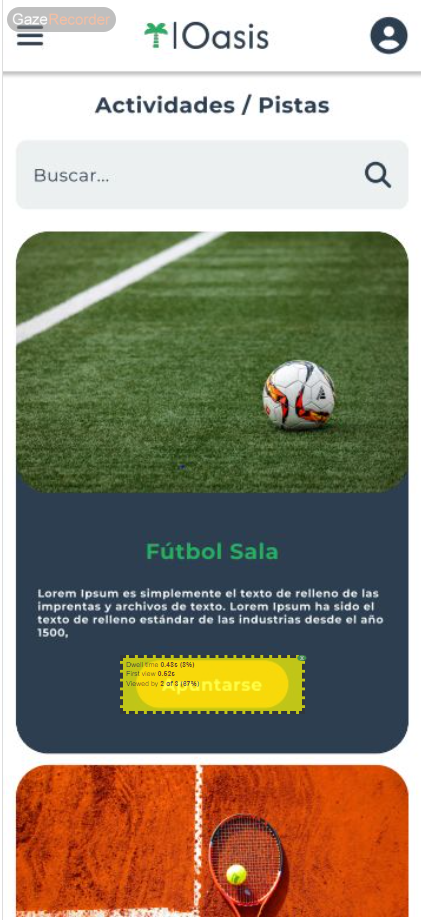 GazeRecorder
|Oasis
Actividades / Pistas
Buscar...
Fútbol Sala
Lorem Ipsum es simplemente el texto de relleno de las
imprentas y archivos de texto. Lorem Ipsum ha sido el
texto de relleno estándar de las industrias desde el año
1500,
Dwell time 0.43s (3%)
First view 0.62s
Viewed by 2 of 3 (67%)
Apuntarse